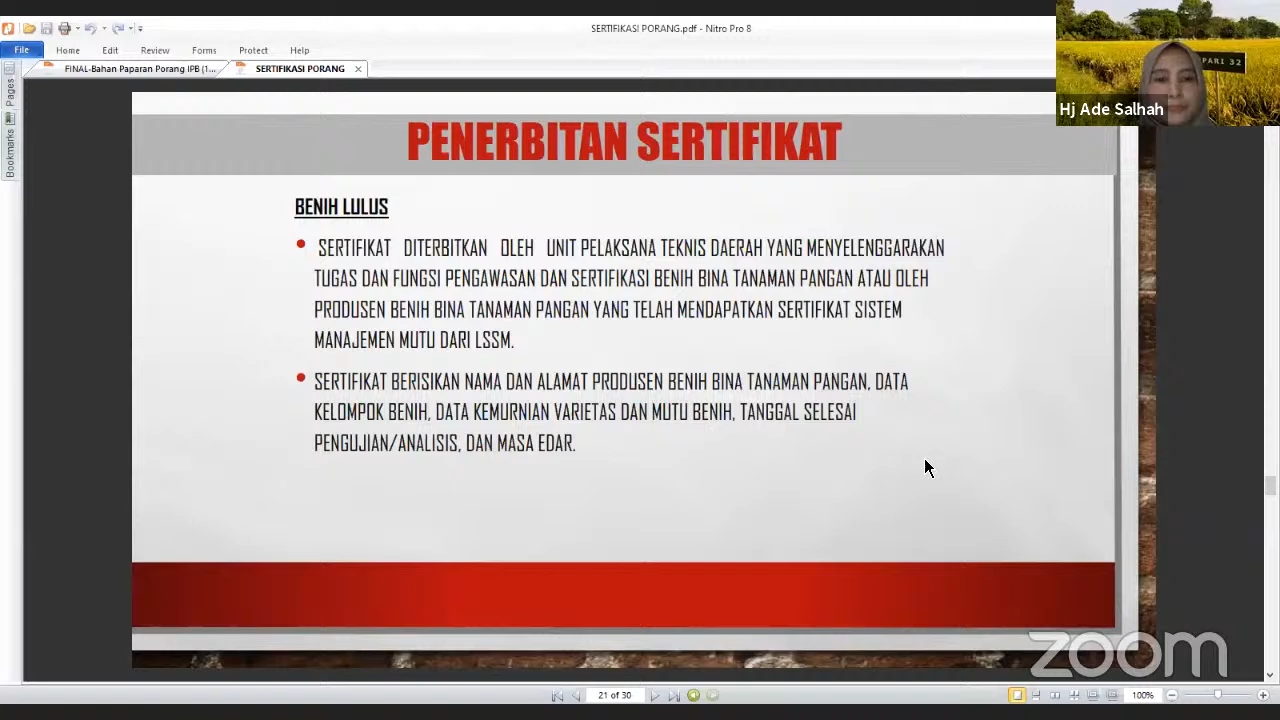 SERTIFIKASI PORANG.pdf - Nitro Pro 8
File Home Edit Review Forms Protect Help
FINAL-Bahan Paparan Porang IPB (1... SERTIFIKASI PORANG
Pages
Bookmarks
PARI 32
Hj Ade Salhah
PENERBITAN SERTIFIKAT
BENIH LULUS
• SERTIFIKAT DITERBITKAN OLEH UNIT PELAKSANA TEKNIS DAERAH YANG MENYELENGGARAKAN
TUGAS DAN FUNGSI PENGAWASAN DAN SERTIFIKASI BENIH BINA TANAMAN PANGAN ATAU OLEH
PRODUSEN BENIH BINA TANAMAN PANGAN YANG TELAH MENDAPATKAN SERTIFIKAT SISTEM
MANAJEMEN MUTU DARI LSSM.
• SERTIFIKAT BERISIKAN NAMA DAN ALAMAT PRODUSEN BENIH BINA TANAMAN PANGAN, DATA
KELOMPOK BENIH, DATA KEMURNIAN VARIETAS DAN MUTU BENIH, TANGGAL SELESAI
PENGUJIAN/ANALISIS, DAN MASA EDAR.
zoom
21 of 30
100%